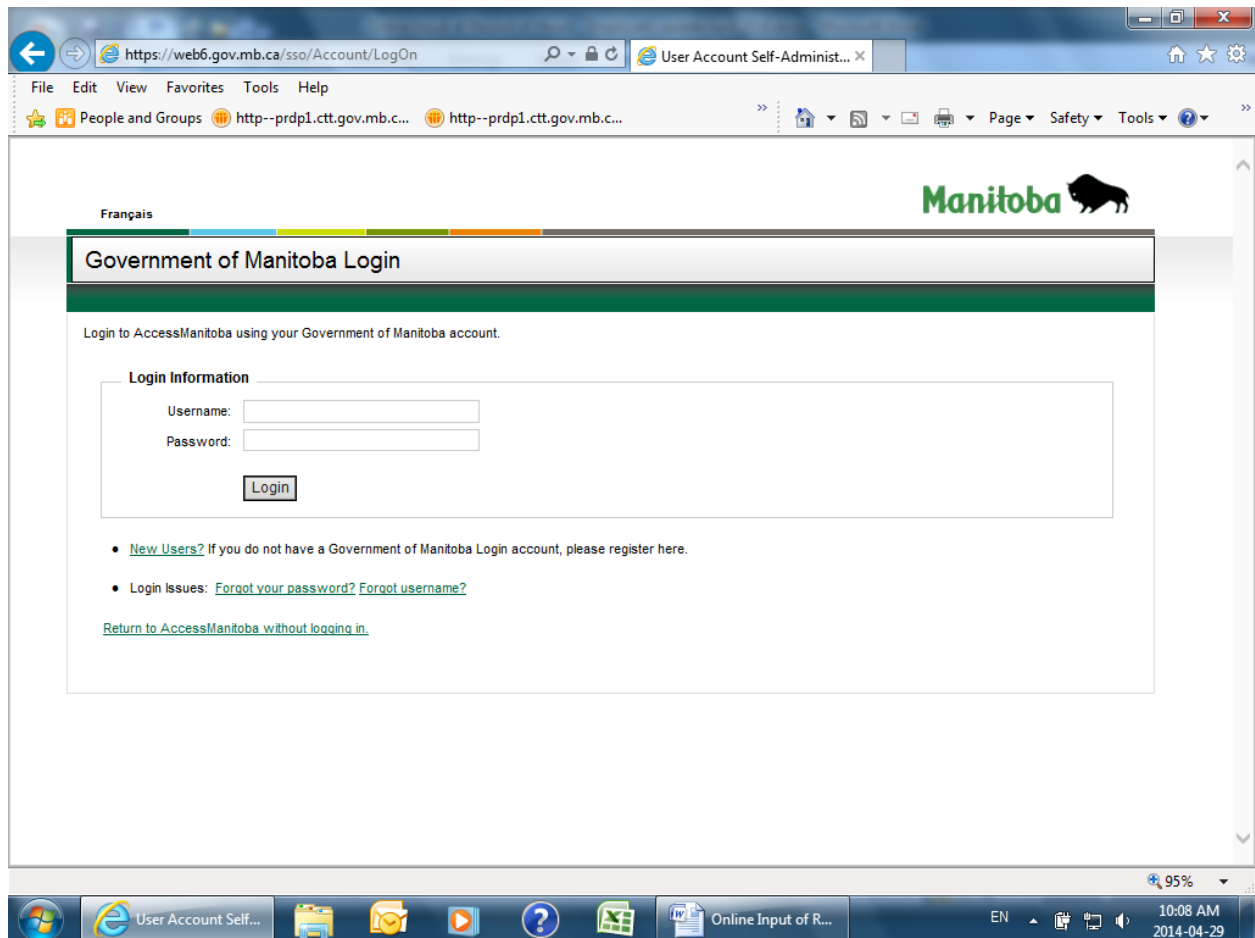 https://web6.gov.mb.ca/sso/Account/LogOn
User Account Self-Administ...
File Edit View Favorites Tools Help
People and Groups http--prdp1.ctt.gov.mb.c... http--prdp1.ctt.gov.mb.c... Page Safety Tools
Manitoba
Français
Government of Manitoba Login
Login to AccessManitoba using your Government of Manitoba account.
Login Information
Username:
Password:
Login
New Users? If you do not have a Government of Manitoba Login account, please register here.
Login Issues: Forgot your password? Forgot username?
Return to AccessManitoba without logging in.
95%
User Account Self... Online Input of R... EN 10:08 AM
2014-04-29